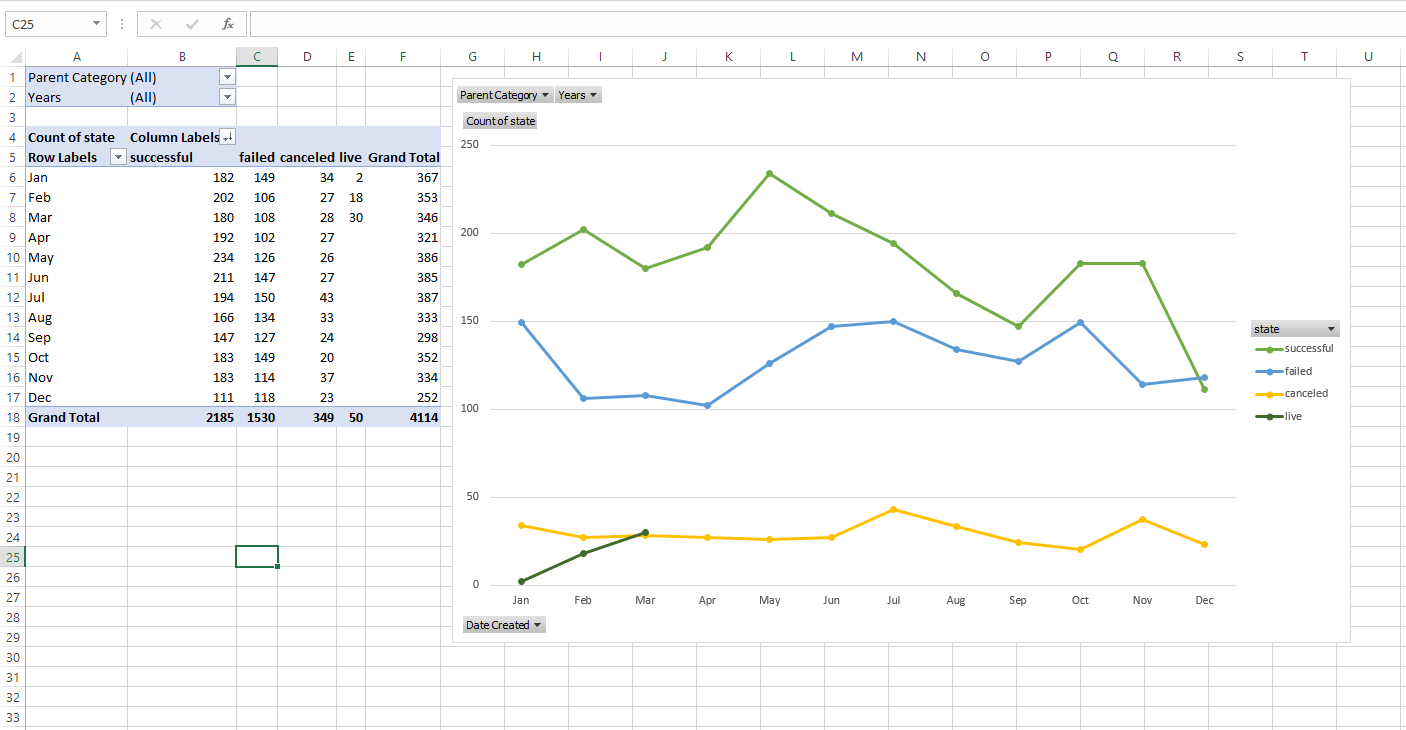 C25 fx
A B C D E F G H I J K L M N O P Q R S T U
1 Parent Category (All)
2 Years (All)
3
4 Count of state Column Labels
5 Row Labels successful failed canceled live Grand Total
6 Jan 182 149 34 2 367
7 Feb 202 106 27 18 353
8 Mar 180 108 28 30 346
9 Apr 192 102 27 321
10 May 234 126 26 386
11 Jun 211 147 27 385
12 Jul 194 150 43 387
13 Aug 166 134 33 333
14 Sep 147 127 24 298
15 Oct 183 149 20 352
16 Nov 183 114 37 334
17 Dec 111 118 23 252
18 Grand Total 2185 1530 349 50 4114
19
20
21
22
23
24
25
26
27
28
29
30
31
32
33
Parent Category Years
Count of state
250
200
150
100
50
0
Jan Feb Mar Apr May Jun Jul Aug Sep Oct Nov Dec
Date Created
state
successful
failed
canceled
live